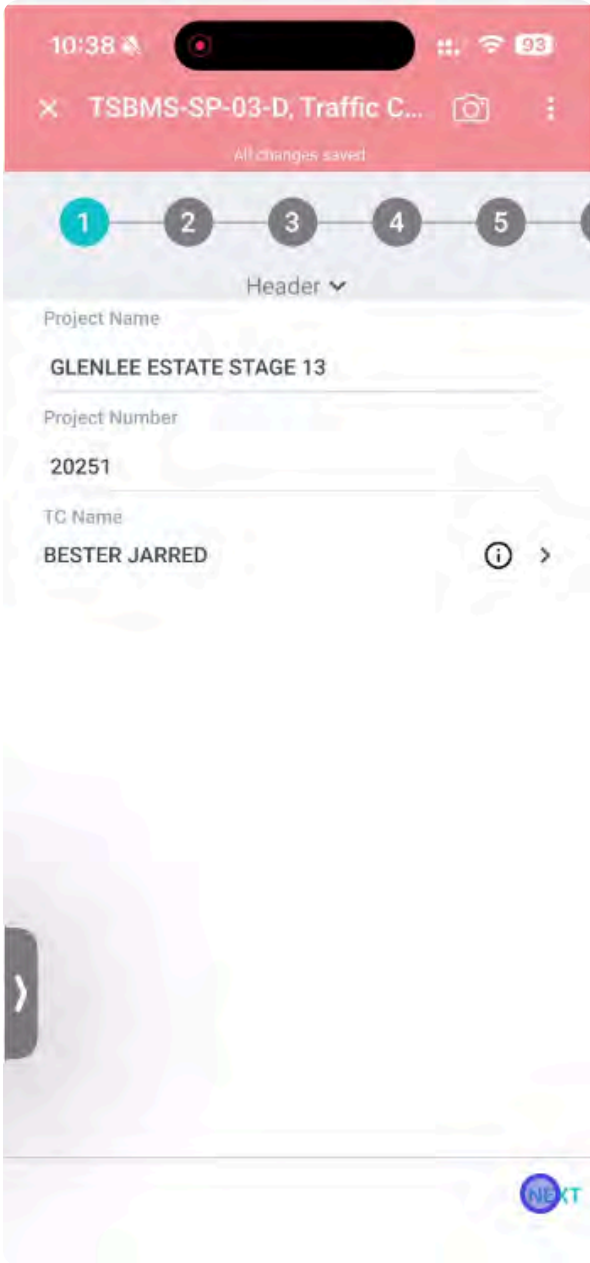 10:38
93
TSBMS-SP-03-D, Traffic C...
All changes saved
1 2 3 4 5
Header
Project Name
GLENLEE ESTATE STAGE 13
Project Number
20251
TC Name
BESTER JARRED
NEXT